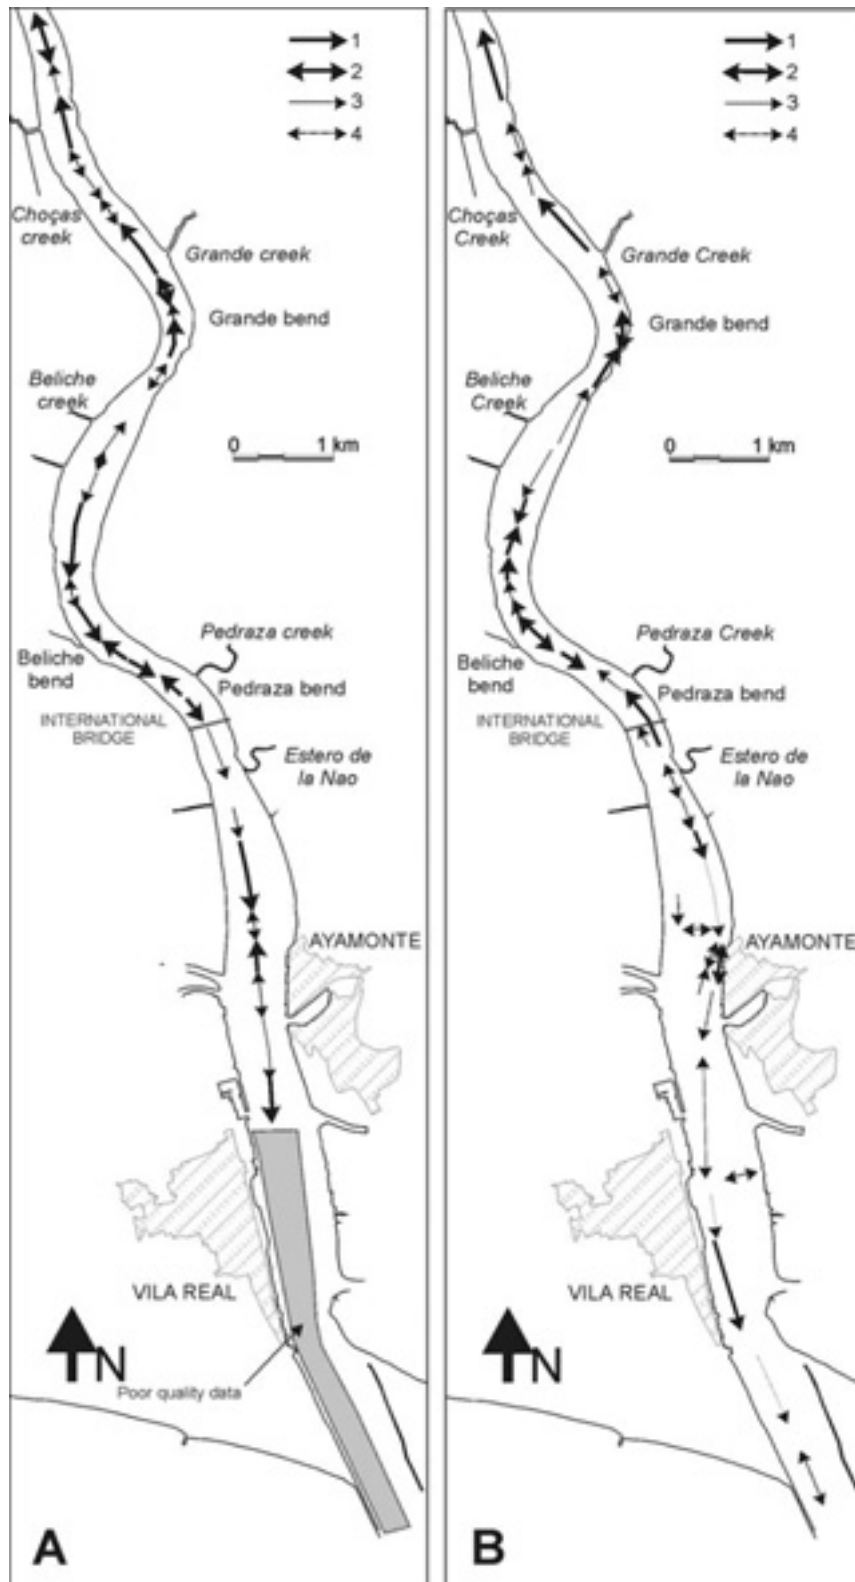 1
2
3
4
Choças
creek
Grande creek
Grande bend
Beliche
creek
0 1 km
Pedraza creek
Beliche
bend
Pedraza bend
INTERNATIONAL
BRIDGE
Estero de
la Nao
AYAMONTE
VILA REAL
N
Poor quality data
A
1
2
3
4
Choças
Creek
Grande Creek
Grande bend
Beliche
Creek
0 1 km
Pedraza Creek
Beliche
bend
Pedraza bend
INTERNATIONAL
BRIDGE
Estero de
la Nao
AYAMONTE
VILA REAL
N
B